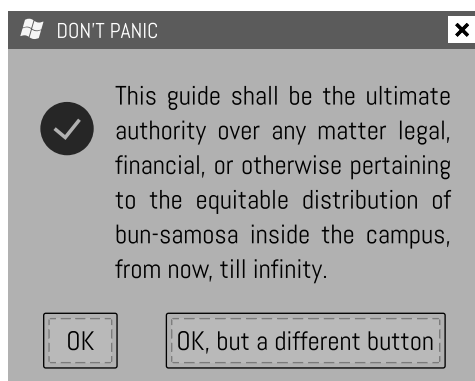 DON'T PANIC
This guide shall be the ultimate
authority over any matter legal,
financial, or otherwise pertaining
to the equitable distribution of
bun-samosa inside the campus,
from now, till infinity.
OK
OK, but a different button